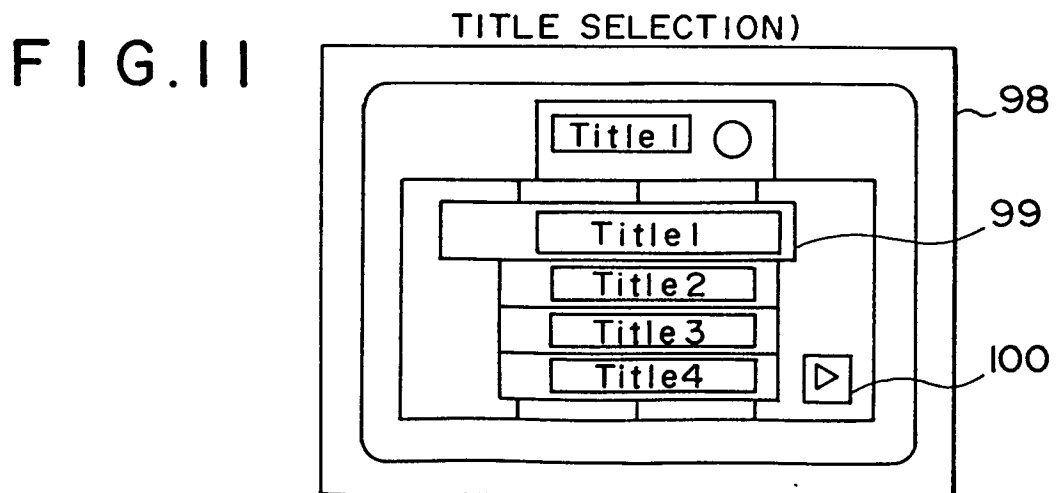 TITLE SELECTION)
FIG.11
98
Title1
99
Title1
Title2
Title3
Title4
100